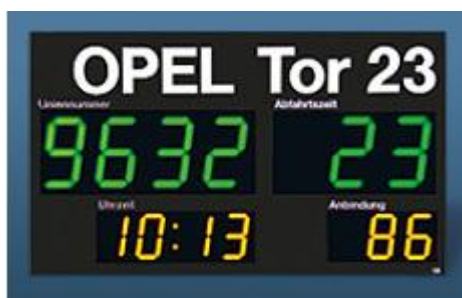 OPEL Tor 23
Liniennummer Abfahrtszeit
9632 23
Uhrzeit Anbindung
10:13 86